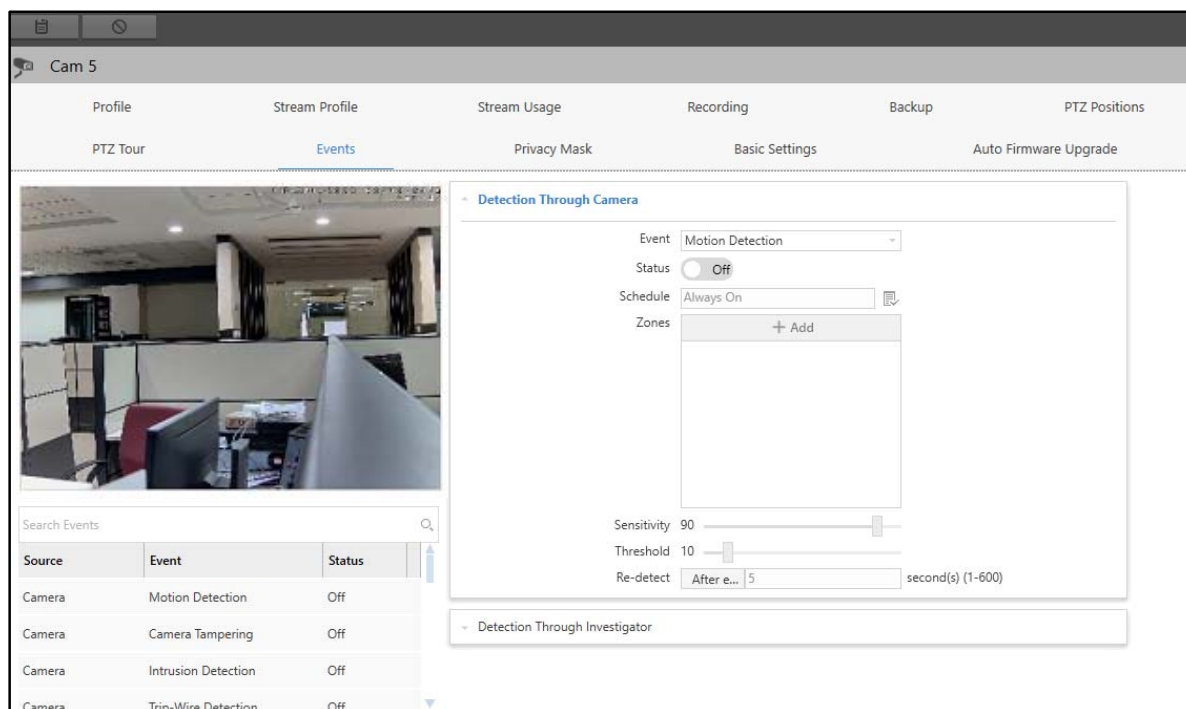 Cam 5
Profile Stream Profile Stream Usage Recording Backup PTZ Positions
PTZ Tour Events Privacy Mask Basic Settings Auto Firmware Upgrade
Detection Through Camera
Event Motion Detection
Status Off
Schedule Always On
Zones + Add
Sensitivity 90
Threshold 10
Re-detect After e... 5 second(s) (1-600)
Detection Through Investigator
Search Events
Source Event Status
Camera Motion Detection Off
Camera Camera Tampering Off
Camera Intrusion Detection Off
Camera Trip-Wire Detection Off